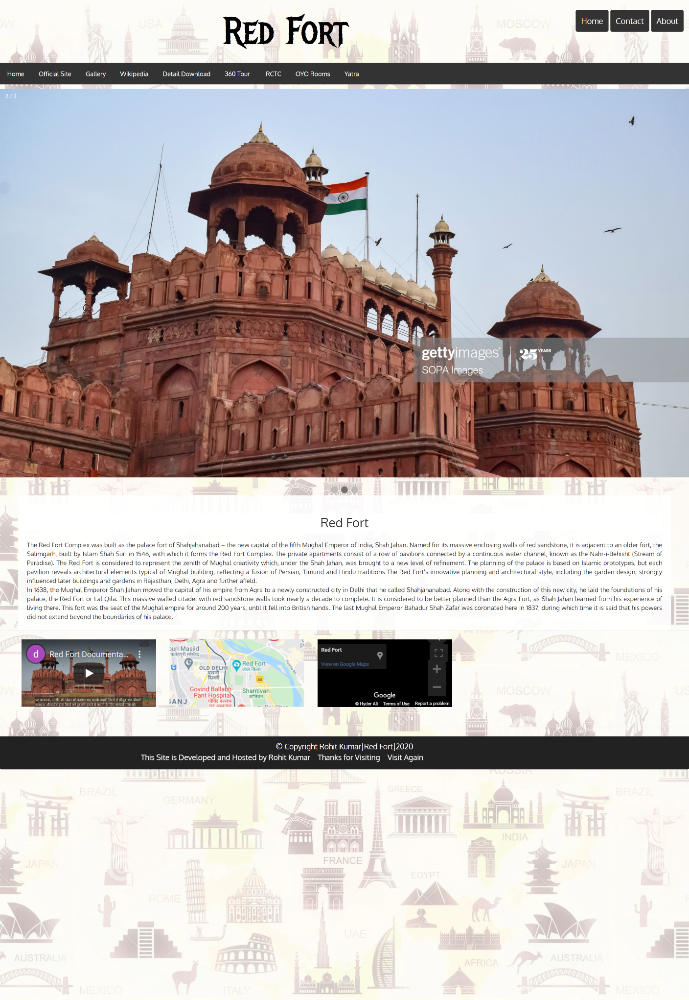 Red Fort
Home Contact About
Home Official Site Gallery Wikipedia Detail Download 360 Tour IRCTC OYO Rooms Yatra
2 / 3
gettyimages® 25 YEARS
SOPA Images
Red Fort
The Red Fort Complex was built as the palace fort of Shahjahanabad – the new capital of the fifth Mughal Emperor of India, Shah Jahan. Named for its massive enclosing walls of red sandstone, it is adjacent to an older fort, the
Salimgarh, built by Islam Shah Suri in 1546, with which it forms the Red Fort Complex. The private apartments consist of a row of pavilions connected by a continuous water channel, known as the Nahr-i-Behisht (Stream of
Paradise). The Red Fort is considered to represent the zenith of Mughal creativity which, under the Shah Jahan, was brought to a new level of refinement. The planning of the palace is based on Islamic prototypes, but each
pavilion reveals architectural elements typical of Mughal building, reflecting a fusion of Persian, Timurid and Hindu traditions The Red Fort's innovative planning and architectural style, including the garden design, strongly
influenced later buildings and gardens in Rajasthan, Delhi, Agra and further afield.
In 1638, the Mughal Emperor Shah Jahan moved the capital of his empire from Agra to a newly constructed city in Delhi that he called Shahjahanabad. Along with the construction of this new city, he laid the foundations of his
palace, the Red Fort or Lal Qila. This massive walled citadel with red sandstone walls took nearly a decade to complete. It is considered to be better planned than the Agra Fort, as Shah Jahan learned from his experience pf
living there. This fort was the seat of the Mughal empire for around 200 years, until it fell into British hands. The last Mughal Emperor Bahadur Shah Zafar was coronated here in 1837, during which time it is said that his powers
did not extend beyond the boundaries of his palace.
d Red Fort Documenta...
ouri Masjid
फ़तेहपुरी मस्जिद
OLD DELHI
पुरानी
दिल्ली
Red Fort
लाल किला
Pushta Rd
44
Govind Ballabh
Pant Hospital
गोविंद बल्लभ
पंत अस्पताल
Shantivan
शांतिवन
GANJ
Raj Ghat
Red Fort
View on Google Maps
Google
© Hyder Ali Terms of Use Report a problem
© Copyright Rohit Kumar|Red Fort|2020
This Site is Developed and Hosted by Rohit Kumar Thanks for Visiting Visit Again
USA
MOSCOW
INDIA
AFRICA
MEXICO
MOSCOW
RUSSIA
BRAZIL
GERMANY
GREECE
BRAZIL
INDIA
FRANCE
JAPAN
JAPAN
EGYPT
ROME
UAE
AUSTRALIA
AFRICA
AUSTRALIA
MEXICO
ITALY
MEXICO